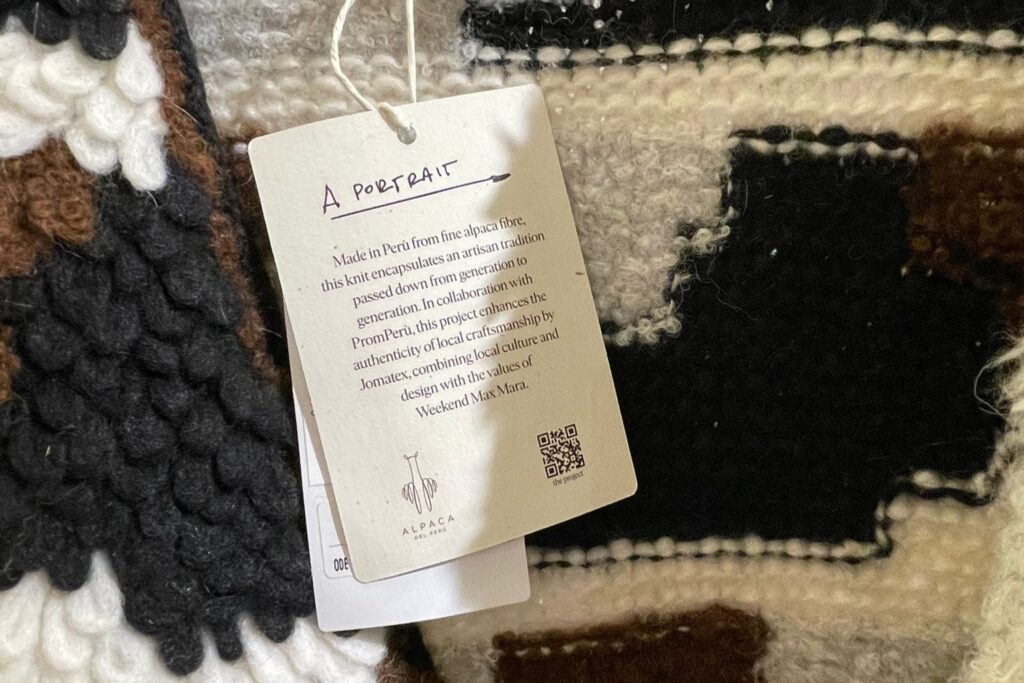 A PORTRAIT
Made in Perù from fine alpaca fibre,
this knit encapsulates an artisan tradition
passed down from generation to
generation. In collaboration with
PromPerù, this project enhances the
authenticity of local craftsmanship by
Jomatex, combining local culture and
design with the values of
Weekend Max Mara.
the project
ALPACA
DEL PERÚ
ODE